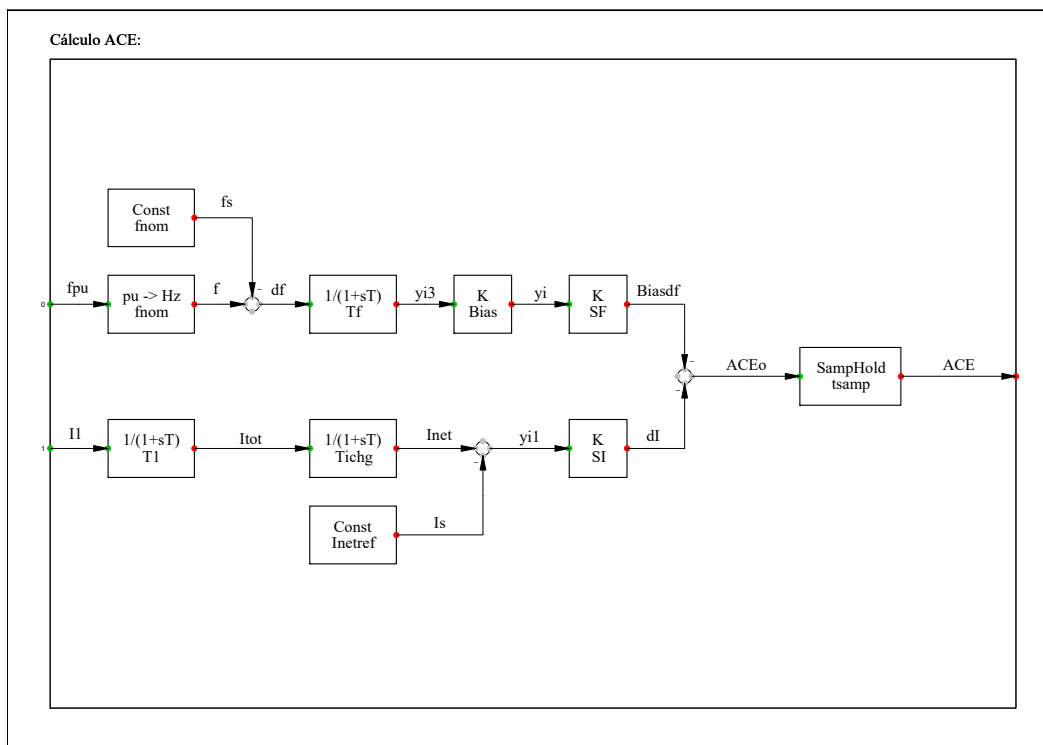 Cálculo ACE:
Const
fnom
fs
fpu
pu -> Hz
fnom
f
-
df
1/(1+sT)
Tf
yi3
K
Bias
yi
K
SF
Biasdf
0
-
-
ACEo
SampHold
tsamp
ACE
I1
1/(1+sT)
T1
Itot
1/(1+sT)
Tichg
Inet
-
yi1
K
SI
dI
1
Const
Inetref
Is